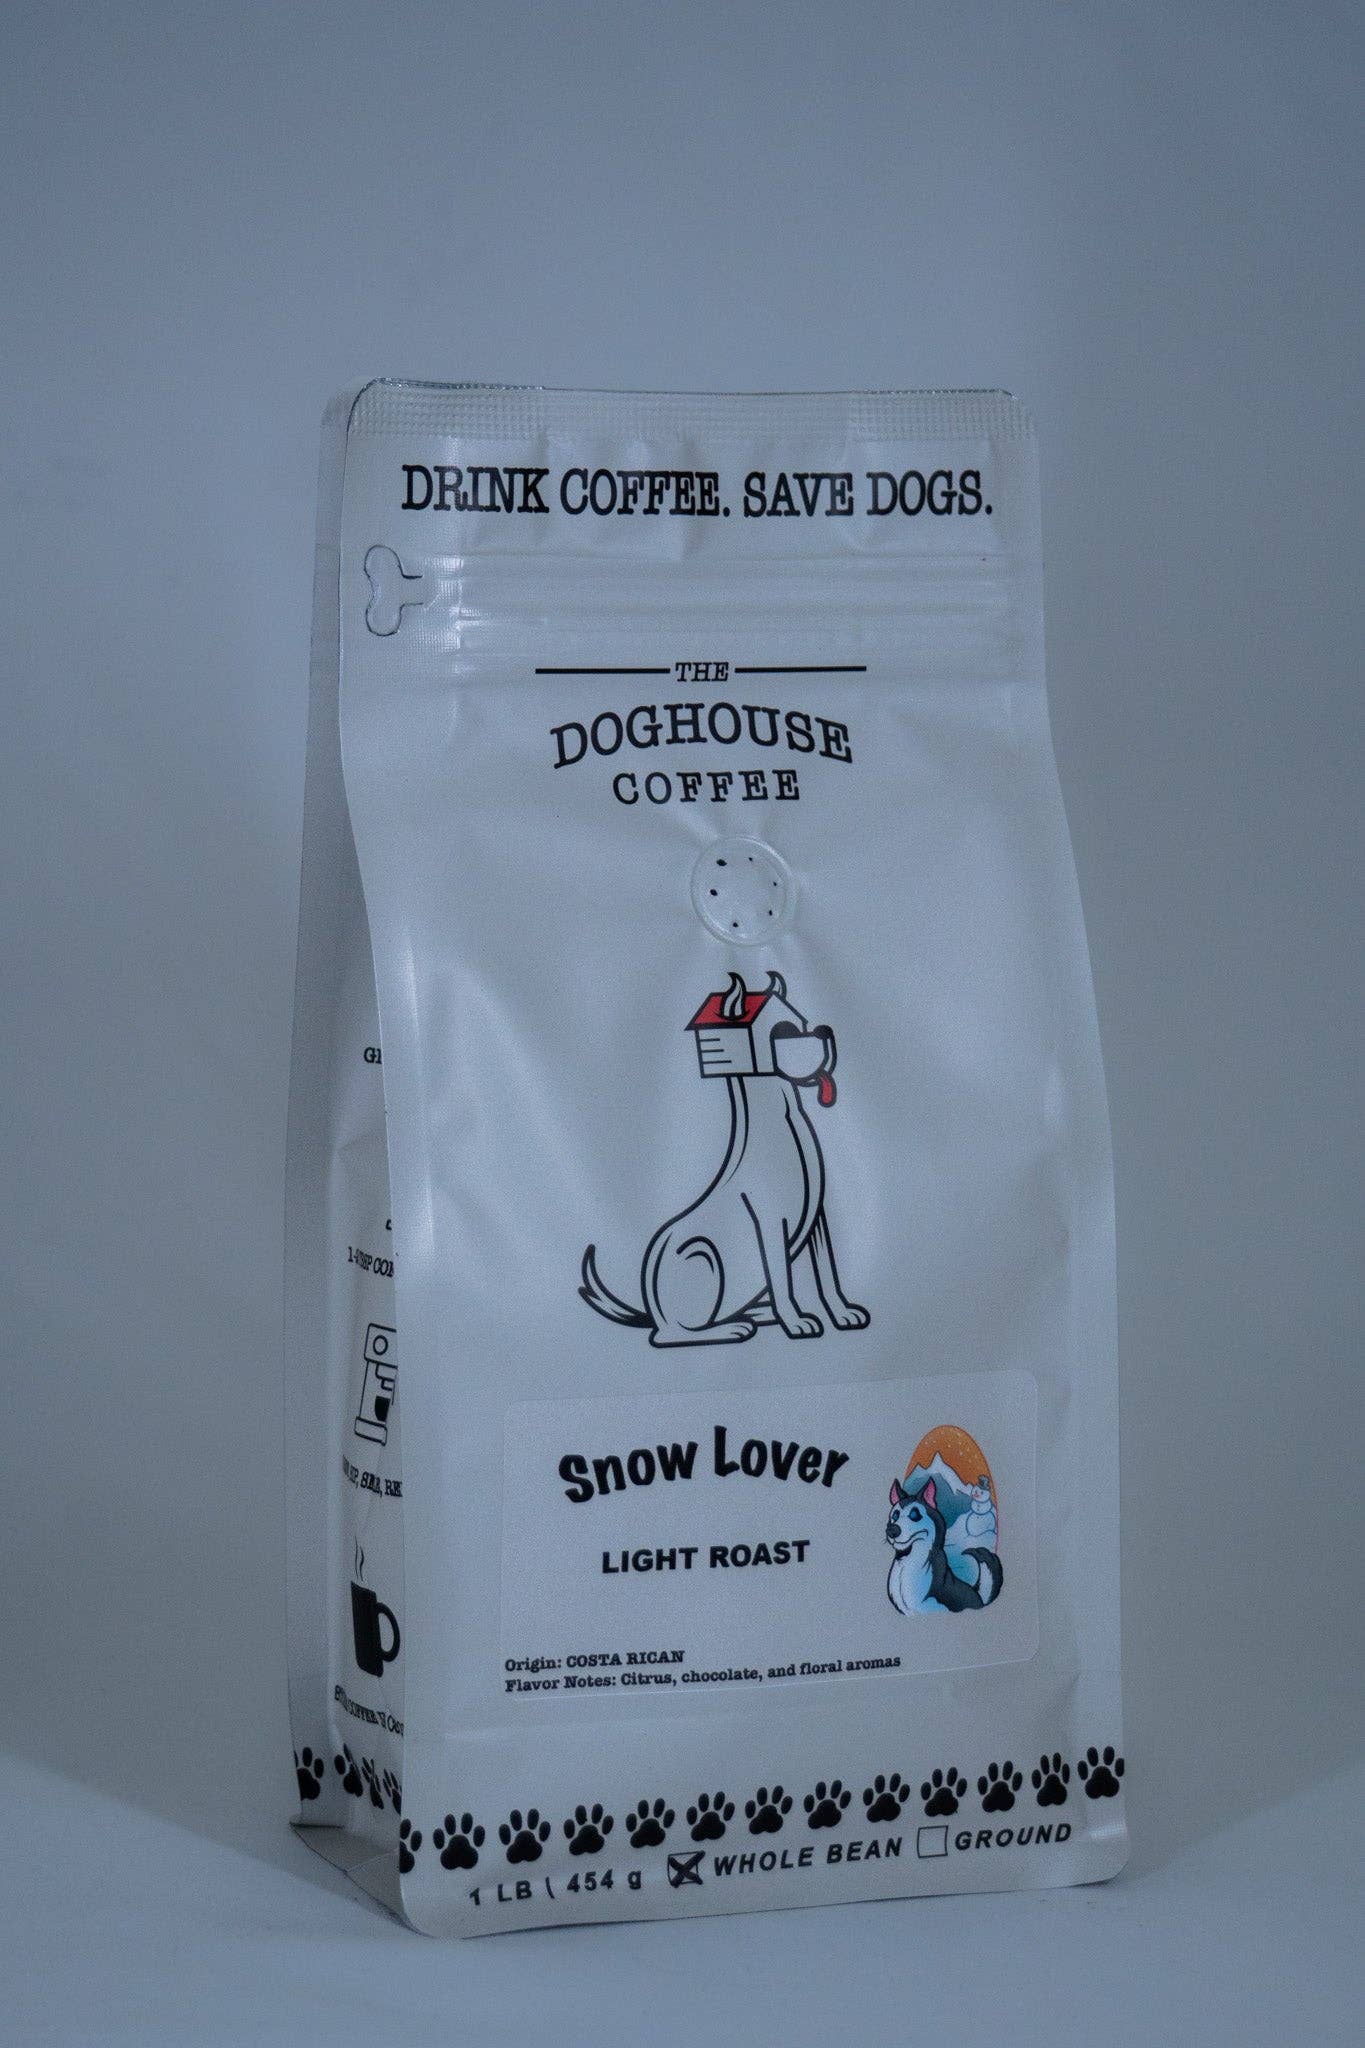 DRINK COFFEE. SAVE DOGS.
THE
DOGHOUSE
COFFEE
Snow Lover
LIGHT ROAST
Origin: COSTA RICAN
Flavor Notes: Citrus, chocolate, and floral aromas
1 LB \ 454 g WHOLE BEAN GROUND